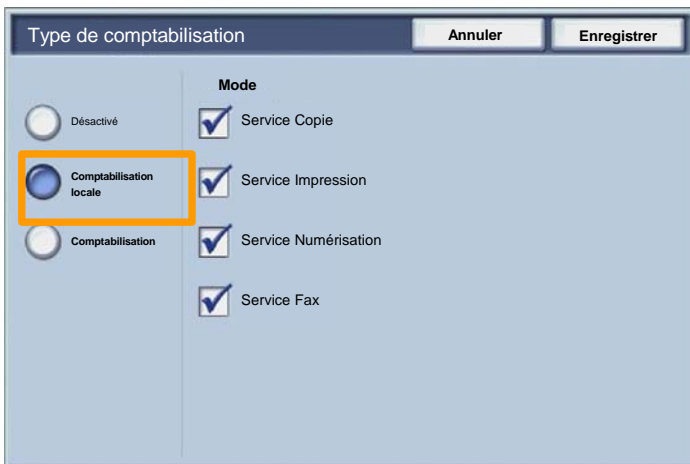 Type de comptabilisation
Annuler
Enregistrer
Mode
Désactivé
Service Copie
Comptabilisation
locale
Service Impression
Comptabilisation
Service Numérisation
Service Fax